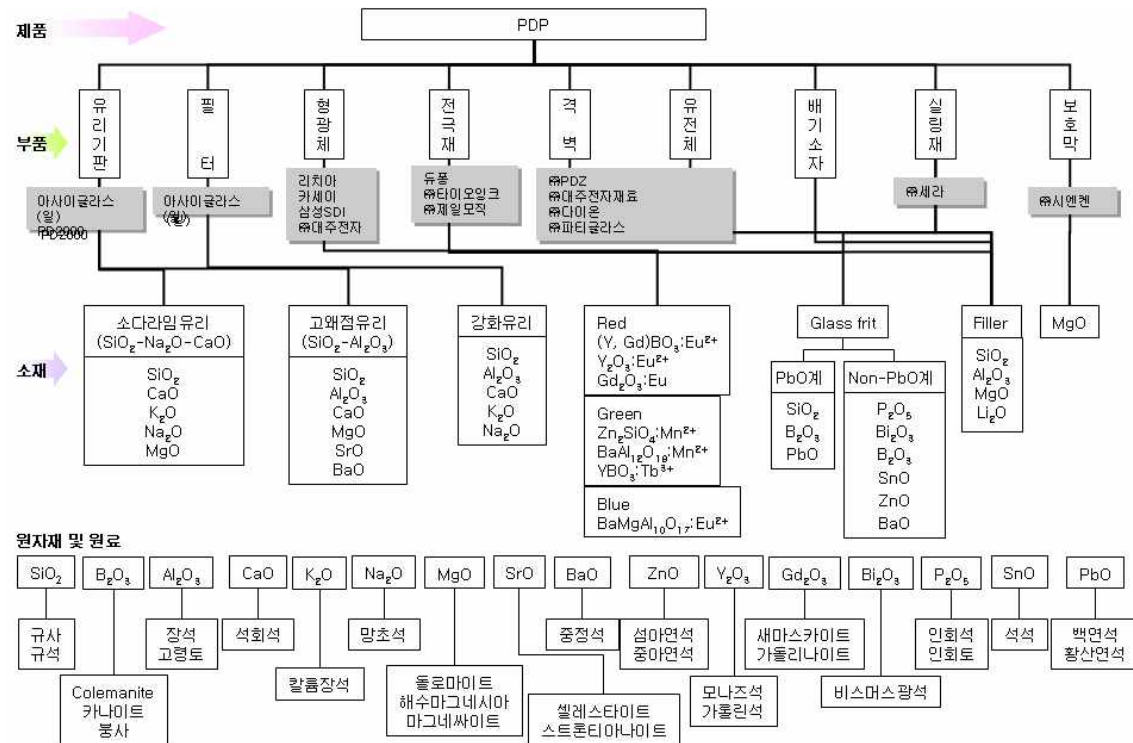 제품
PDP
부품
유리기판
필터
형광체
전극재
격벽
유전체
배기소자
실링재
보호막
아사이글라스
(일)
PD2000
아사이글라스
리치아
카세이
삼성SDI
㈜대주전자
듀퐁
㈜타이오잉크
㈜제일모직
㈜PDZ
㈜대주전자재료
㈜다이온
㈜파티글라스
㈜세라
㈜시엔켄
소재
소다라임유리
(SiO₂-Na₂O-CaO)
SiO₂
CaO
K₂O
Na₂O
MgO
고왜점유리
(SiO₂-Al₂O₃)
SiO₂
Al₂O₃
CaO
MgO
SrO
BaO
강화유리
SiO₂
Al₂O₃
CaO
K₂O
Na₂O
Red
(Y, Gd)BO₃:Eu²⁺
Y₂O₃:Eu²⁺
Gd₂O₃:Eu
Green
Zn₂SiO₄:Mn²⁺
BaAl₁₂O₁₉:Mn²⁺
YBO₃:Tb³⁺
Blue
BaMgAl₁₀O₁₇:Eu²⁺
Glass frit
PbO계
SiO₂
B₂O₃
PbO
Non-PbO계
P₂O₅
Bi₂O₃
B₂O₃
SnO
ZnO
BaO
Filler
SiO₂
Al₂O₃
MgO
Li₂O
MgO
원자재 및 원료
SiO₂
B₂O₃
Al₂O₃
CaO
K₂O
Na₂O
MgO
SrO
BaO
ZnO
Y₂O₃
Gd₂O₃
Bi₂O₃
P₂O₅
SnO
PbO
규사
규석
Colemanite
카나이트
붕사
장석
고령토
석회석
칼륨장석
망초석
돌로마이트
해수마그네시아
마그네싸이트
셀레스타이트
스트론티아나이트
중정석
섬아연석
중아연석
모나즈석
가돌린석
새마스카이트
가돌리나이트
비스머스광석
인회석
인회토
석석
백연석
황산연석